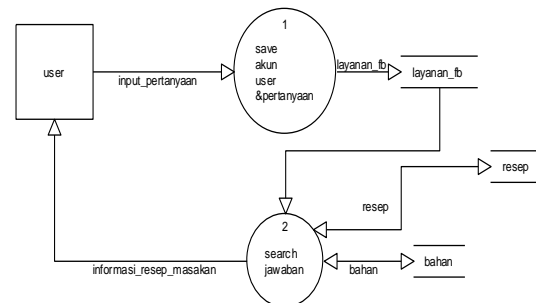 1
save
akun
user
&pertanyaan
user
input_pertanyaan
layanan_fb
layanan_fb
resep
resep
2
search
jawaban
informasi_resep_masakan
bahan
bahan